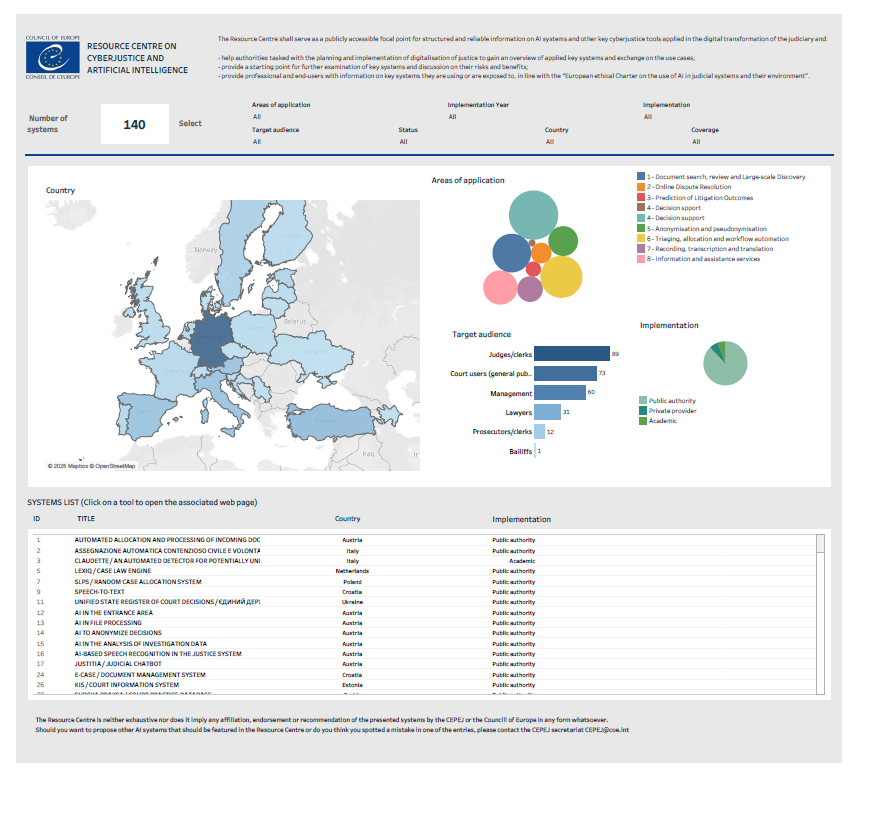 COUNCIL OF EUROPE
CONSEIL DE L'EUROPE
RESOURCE CENTRE ON
CYBERJUSTICE AND
ARTIFICIAL INTELLIGENCE
The Resource Centre shall serve as a publicly accessible focal point for structured and reliable information on AI systems and other key cyberjustice tools applied in the digital transformation of the judiciary and:
- help authorities tasked with the planning and implementation of digitalisation of justice to gain an overview of applied key systems and exchange on the use cases;
- provide a starting point for further examination of key systems and discussion on their risks and benefits;
- provide professional and end-users with information on key systems they are using or are exposed to, in line with the "European ethical Charter on the use of AI in judicial systems and their environment".
Number of
systems
140
Select
Areas of application
All
Implementation Year
All
Implementation
All
Target audience
All
Status
All
Country
All
Coverage
All
Country
Norway
Belarus
Turkey
Iraq
© 2025 Mapbox © OpenStreetMap
Areas of application
1 - Document search, review and Large-scale Discovery
2 - Online Dispute Resolution
3 - Prediction of Litigation Outcomes
4 - Decision spport
4 - Decision support
5 - Anonymisation and pseudonymisation
6 - Triaging, allocation and workflow automation
7 - Recording, transcription and translation
8 - Information and assistance services
Target audience
Judges/clerks 89
Court users (general pub.. 73
Management 60
Lawyers 31
Prosecutors/clerks 12
Bailiffs 1
Implementation
Public authority
Private provider
Academic
SYSTEMS LIST (Click on a tool to open the associated web page)
ID TITLE Country Implementation
1 AUTOMATED ALLOCATION AND PROCESSING OF INCOMING DOC Austria Public authority
2 ASSEGNAZIONE AUTOMATICA CONTENZIOSO CIVILE E VOLONTA Italy Public authority
3 CLAUDETTE / AN AUTOMATED DETECTOR FOR POTENTIALLY UNI Italy Academic
5 LEXIQ / CASE LAW ENGINE Netherlands Public authority
7 SLPS / RANDOM CASE ALLOCATION SYSTEM Poland Public authority
9 SPEECH-TO-TEXT Croatia Public authority
11 UNIFIED STATE REGISTER OF COURT DECISIONS / ЄДИНИЙ ДЕР: Ukraine Public authority
12 AI IN THE ENTRANCE AREA Austria Public authority
13 AI IN FILE PROCESSING Austria Public authority
14 AI TO ANONYMIZE DECISIONS Austria Public authority
15 AI IN THE ANALYSIS OF INVESTIGATION DATA Austria Public authority
16 AI-BASED SPEECH RECOGNITION IN THE JUSTICE SYSTEM Austria Public authority
17 JUSTITIA / JUDICIAL CHATBOT Austria Public authority
24 E-CASE / DOCUMENT MANAGEMENT SYSTEM Croatia Public authority
26 KIS / COURT INFORMATION SYSTEM Estonia Public authority
The Resource Centre is neither exhaustive nor does it imply any affiliation, endorsement or recommendation of the presented systems by the CEPEJ or the Council of Europe in any form whatsoever.
Should you want to propose other AI systems that should be featured in the Resource Centre or do you think you spotted a mistake in one of the entries, please contact the CEPEJ secretariat CEPEJ@coe.int